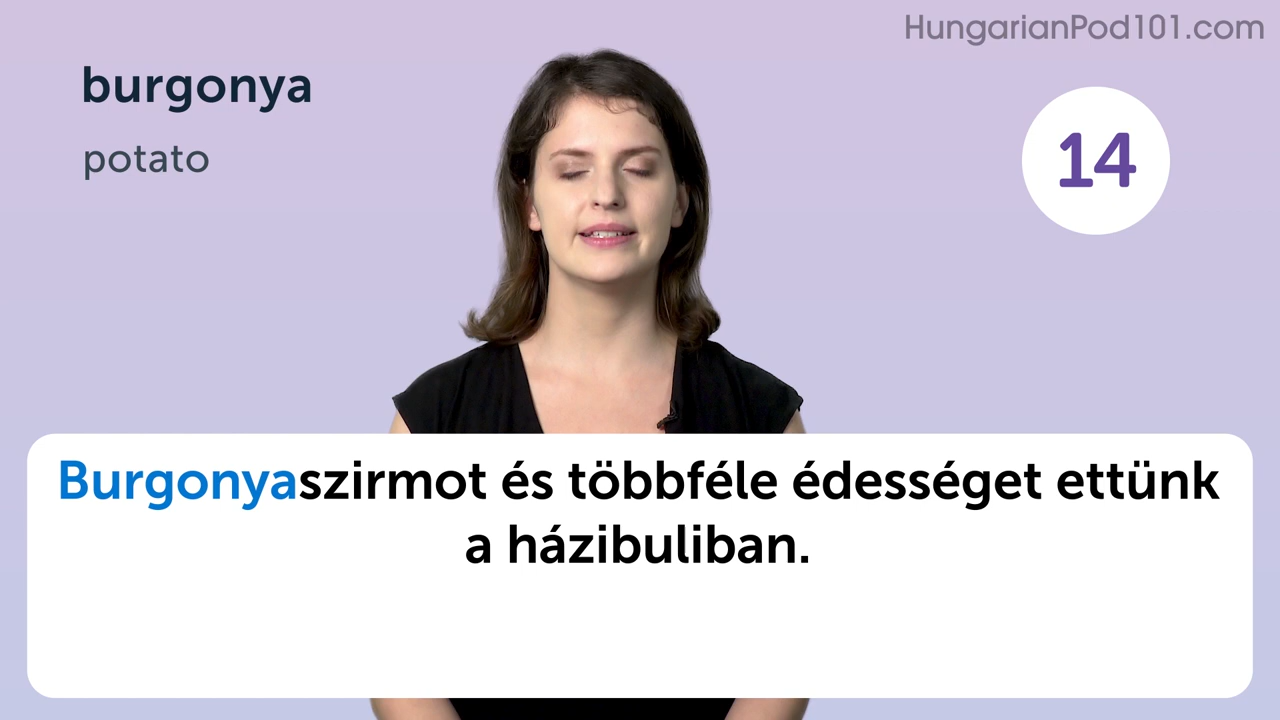 HungarianPod101.com
burgonya
potato
14
Burgonyaszirmot és többféle édességet ettünk
a házibuliban.